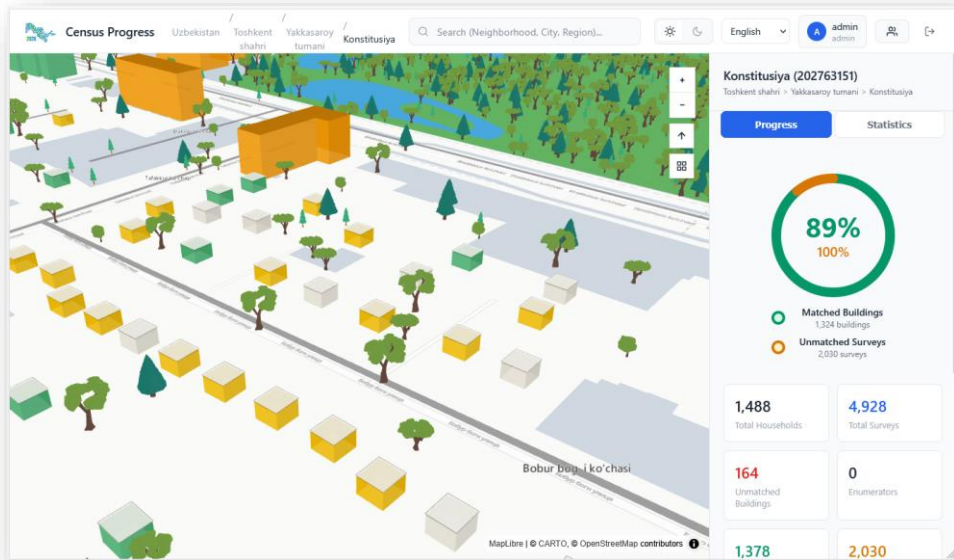 Census Progress
Uzbekistan
/ Toshkent shahri
/ Yakkasaroy tumani
/ Konstitusiya
Search (Neighborhood, City, Region)...
English
A
admin
admin
Konstitusiya (202763151)
Toshkent shahri > Yakkasaroy tumani > Konstitusiya
Progress
Statistics
89%
100%
Matched Buildings
1,324 buildings
Unmatched Surveys
2,030 surveys
1,488
Total Households
4,928
Total Surveys
164
Unmatched
Buildings
0
Enumerators
1,378
2,030
Bobur bog'i ko'chasi
MapLibre | © CARTO, © OpenStreetMap contributors